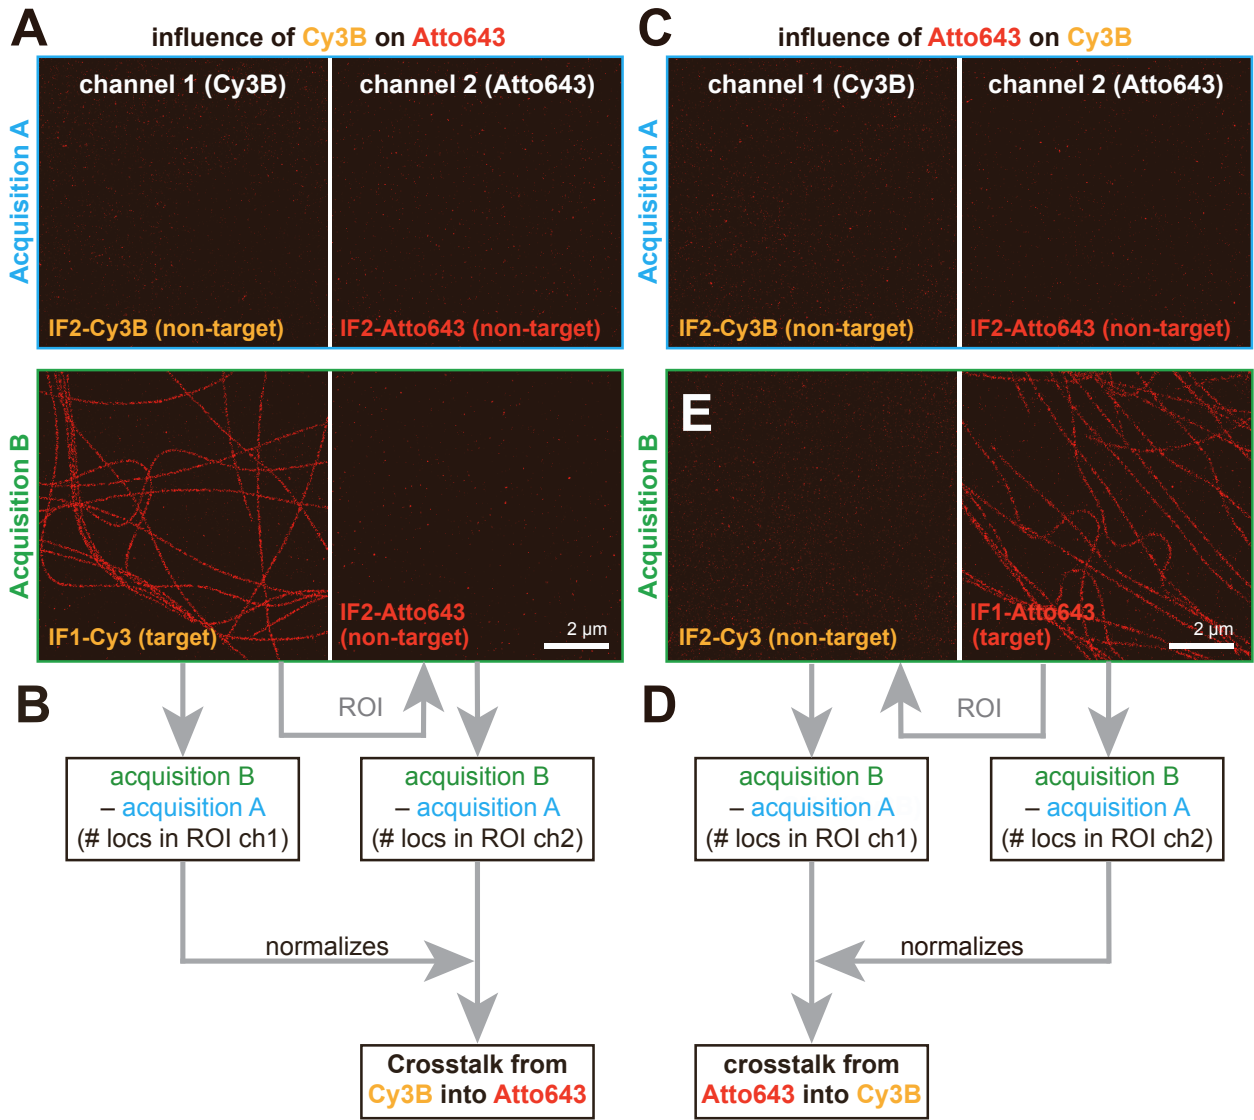 A
influence of Cy3B on Atto643
Acquisition A
channel 1 (Cy3B)
channel 2 (Atto643)
IF2-Cy3B (non-target)
IF2-Atto643 (non-target)
Acquisition B
IF1-Cy3 (target)
IF2-Atto643
(non-target)
2 µm
B
ROI
acquisition B
– acquisition A
(# locs in ROI ch1)
acquisition B
– acquisition A
(# locs in ROI ch2)
normalizes
Crosstalk from
Cy3B into Atto643
C
influence of Atto643 on Cy3B
Acquisition A
channel 1 (Cy3B)
channel 2 (Atto643)
IF2-Cy3B (non-target)
IF2-Atto643 (non-target)
Acquisition B
E
IF2-Cy3 (non-target)
IF1-Atto643
(target)
2 µm
D
ROI
acquisition B
– acquisition A
(# locs in ROI ch1)
acquisition B
– acquisition A
(# locs in ROI ch2)
normalizes
crosstalk from
Atto643 into Cy3B